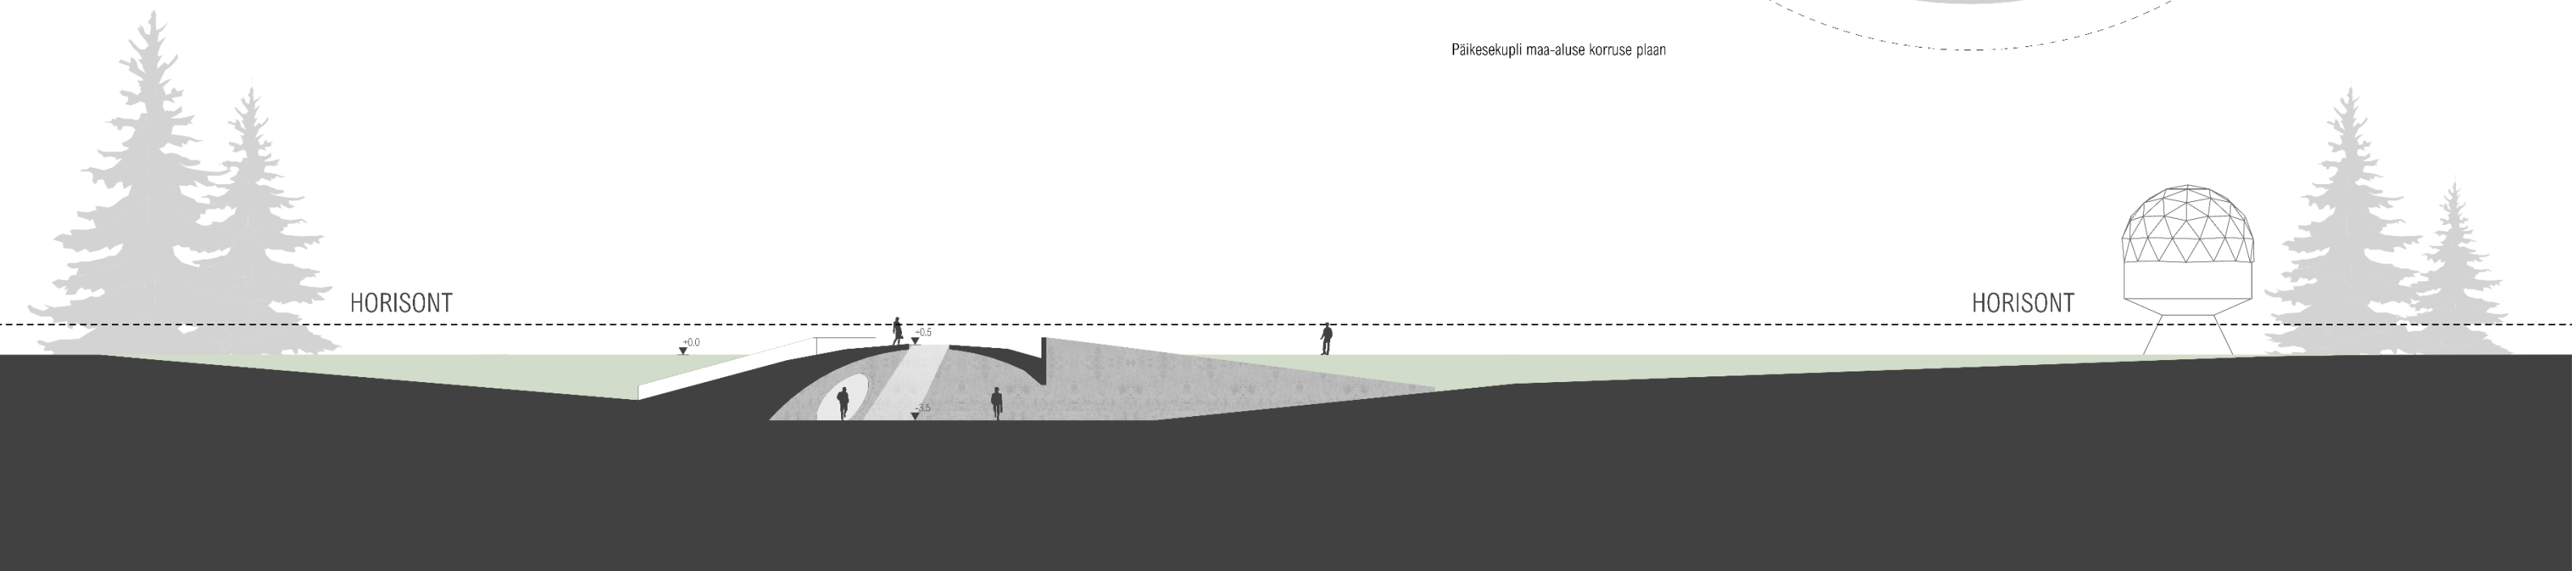 Päikesekupli maa-aluse korruse plaan
HORISONT
HORISONT
+0.5
±0.0
-3.5